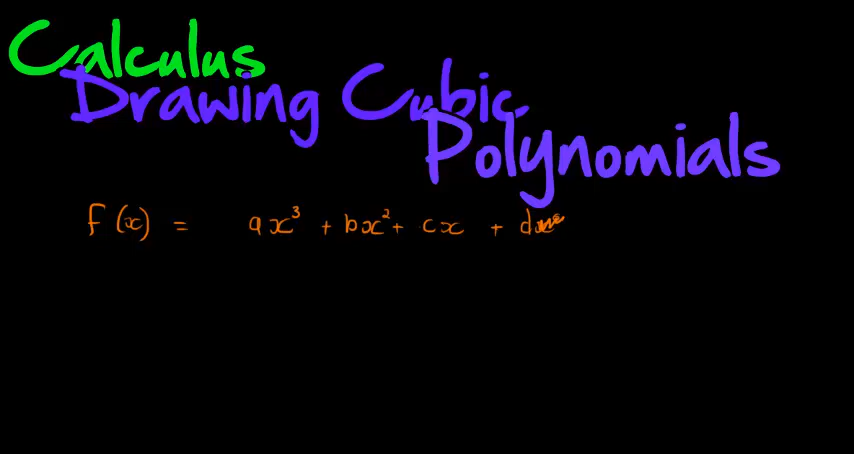 Calculus
Drawing Cubic
Polynomials
f(x) = ax³ + bx² + cx + d